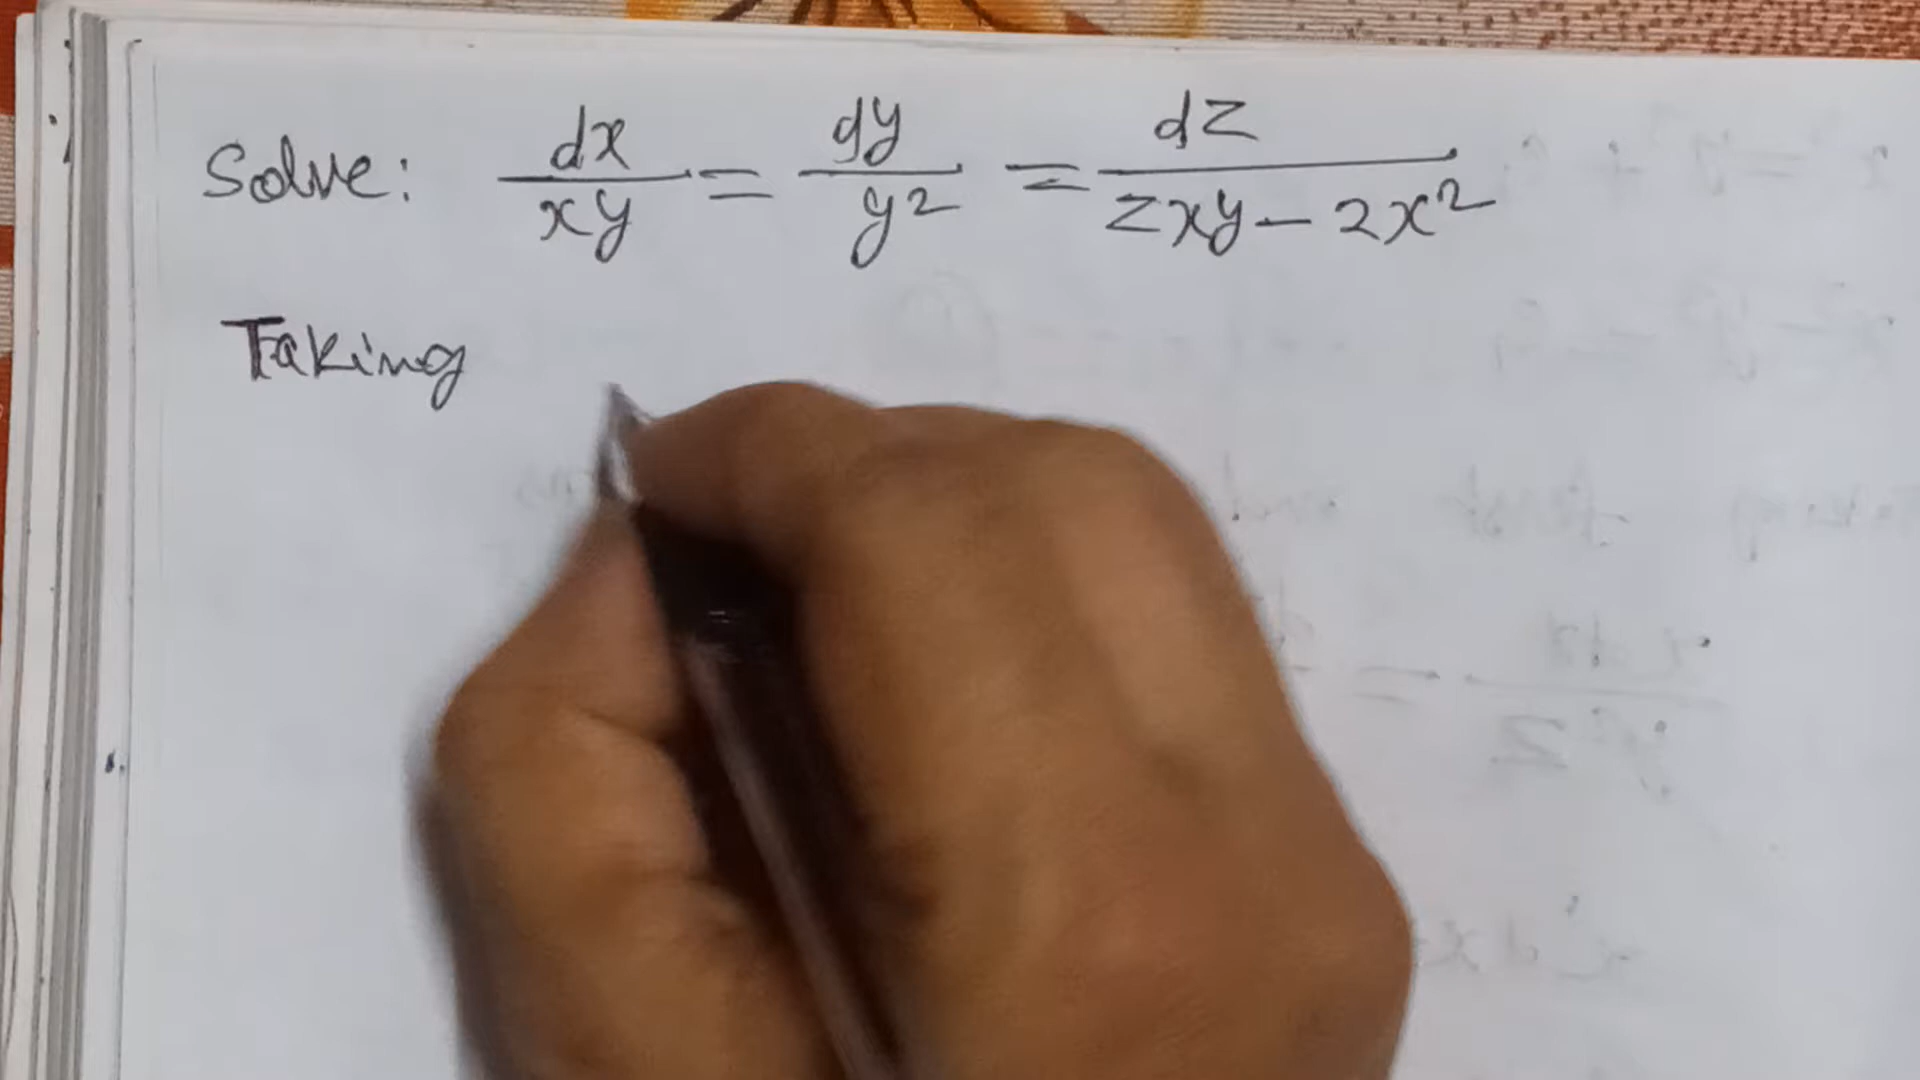 Solve: dx/xy = dy/y² = dz/zxy - 2x²
Taking